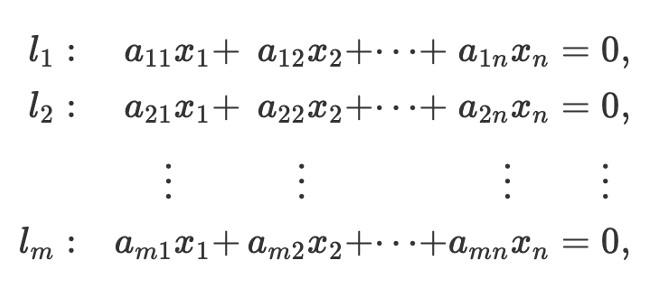 l₁ : a₁₁x₁+ a₁₂x₂+···+ a₁ₙxₙ = 0,
l₂ : a₂₁x₁+ a₂₂x₂+···+ a₂ₙxₙ = 0,
⋮ ⋮ ⋮ ⋮
lₘ : aₘ₁x₁+ aₘ₂x₂+···+aₘₙxₙ = 0,